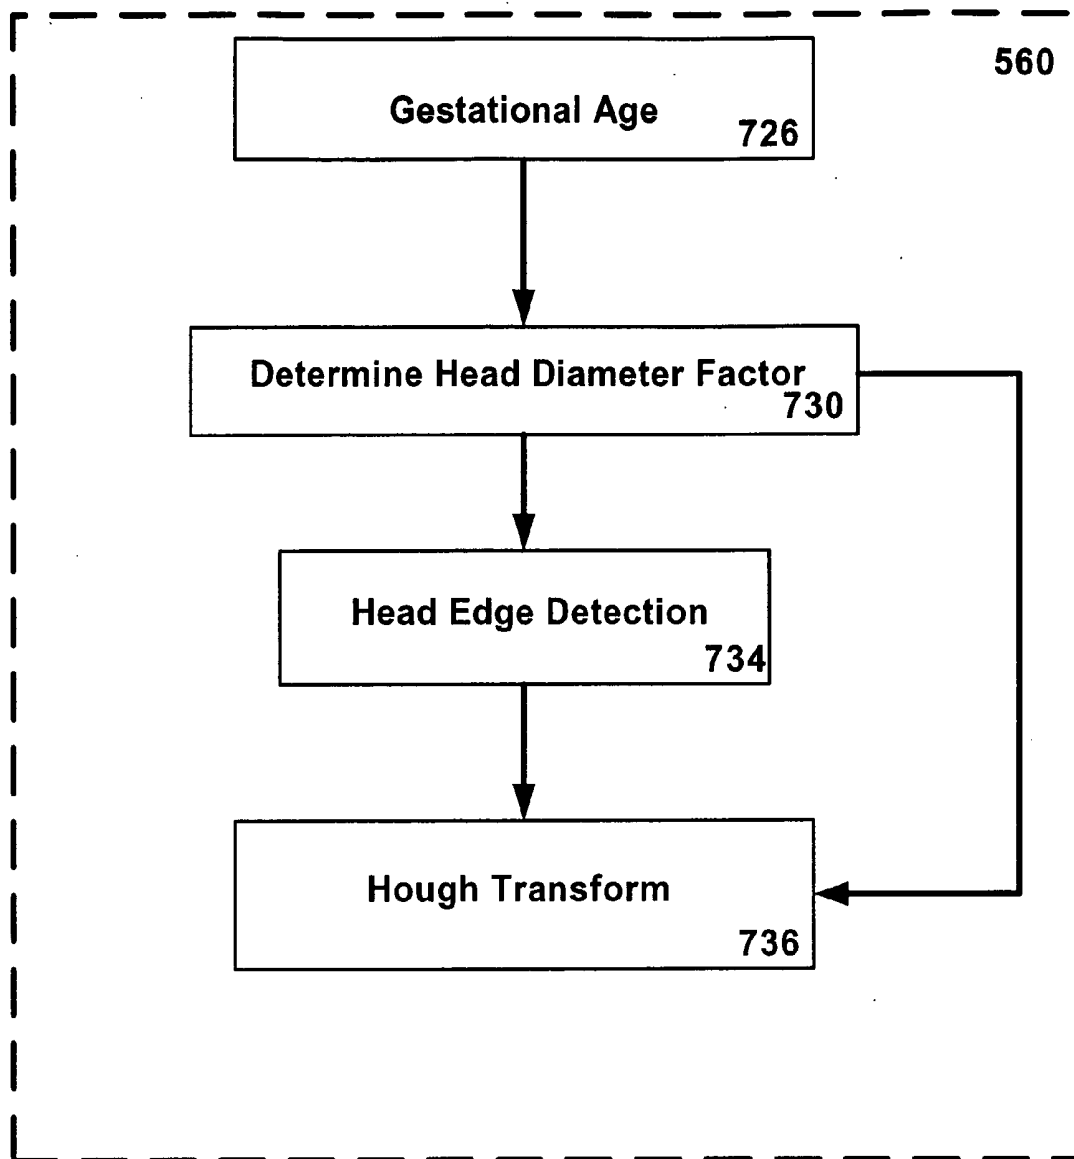 560
Gestational Age
726
Determine Head Diameter Factor
730
Head Edge Detection
734
Hough Transform
736